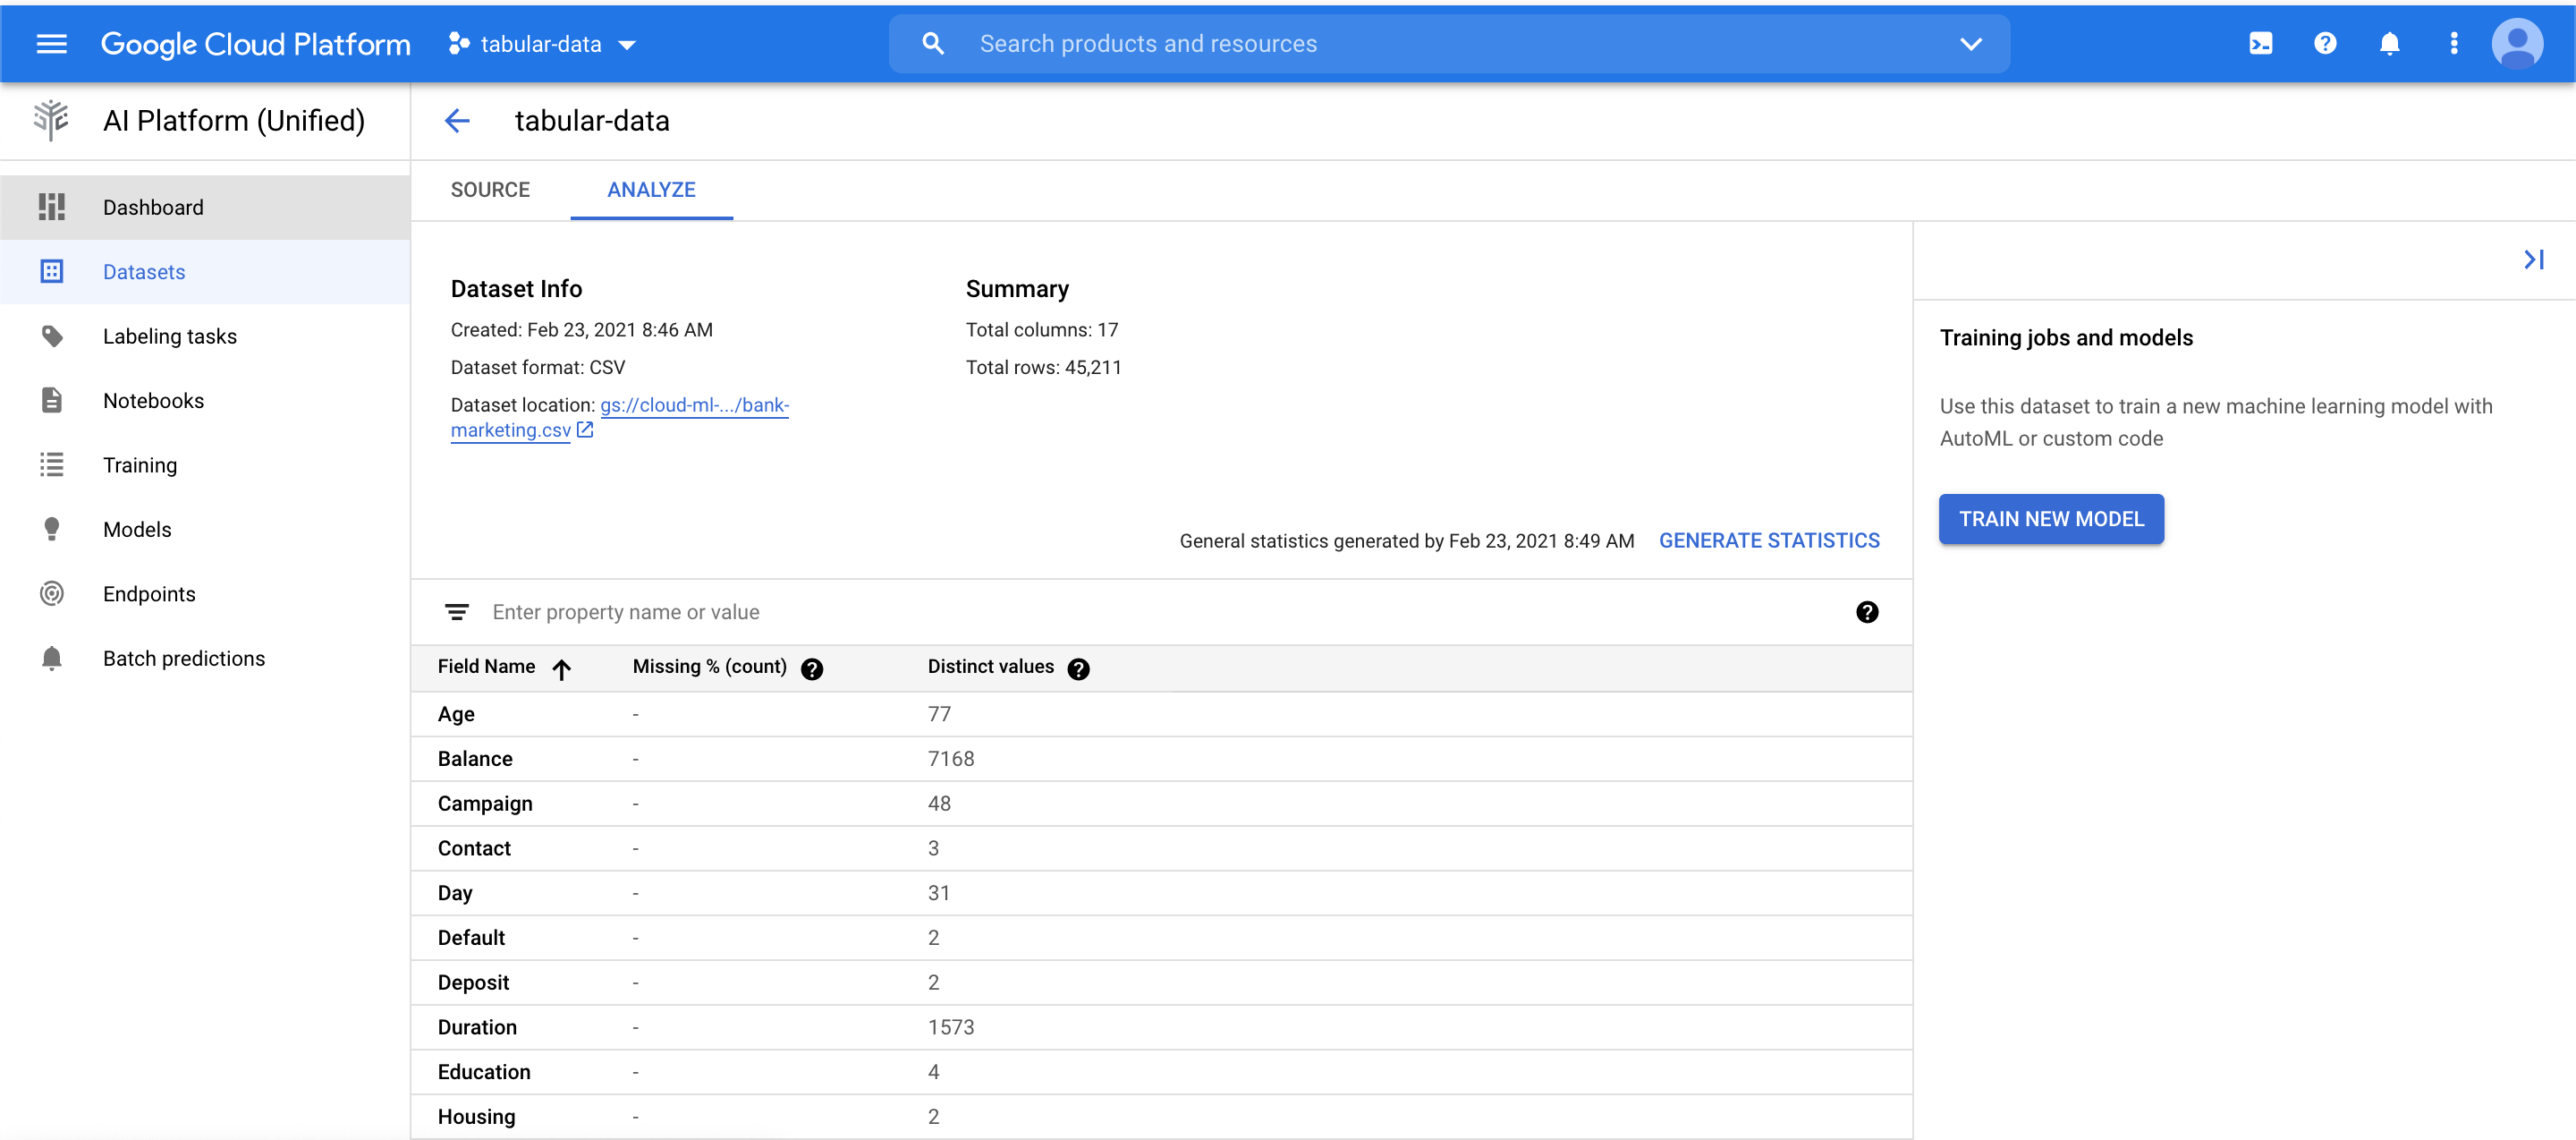 Google Cloud Platform
tabular-data
Search products and resources
AI Platform (Unified)
tabular-data
Dashboard
Datasets
Labeling tasks
Notebooks
Training
Models
Endpoints
Batch predictions
SOURCE
ANALYZE
Dataset Info
Created: Feb 23, 2021 8:46 AM
Dataset format: CSV
Dataset location: gs://cloud-ml-.../bank-
marketing.csv
Summary
Total columns: 17
Total rows: 45,211
General statistics generated by Feb 23, 2021 8:49 AM GENERATE STATISTICS
Enter property name or value
Field Name Missing % (count) Distinct values
Age - 77
Balance - 7168
Campaign - 48
Contact - 3
Day - 31
Default - 2
Deposit - 2
Duration - 1573
Education - 4
Housing - 2
Training jobs and models
Use this dataset to train a new machine learning model with
AutoML or custom code
TRAIN NEW MODEL